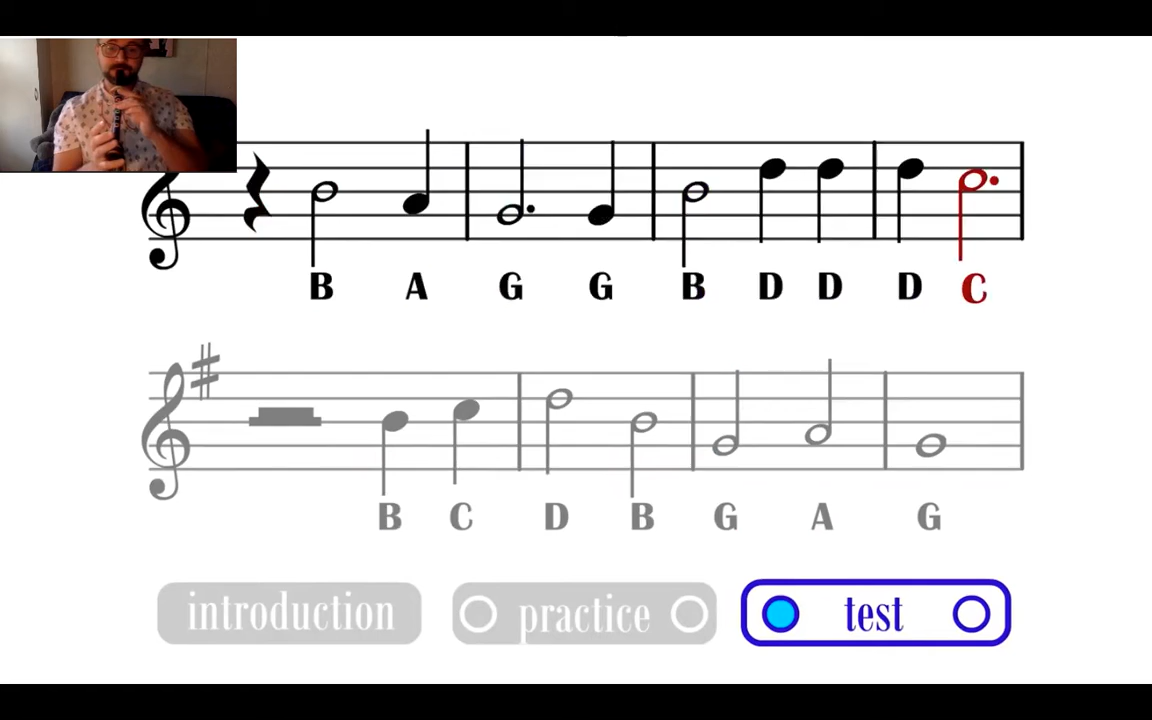 B A G G B D D D C
B C D B G A G
introduction practice test